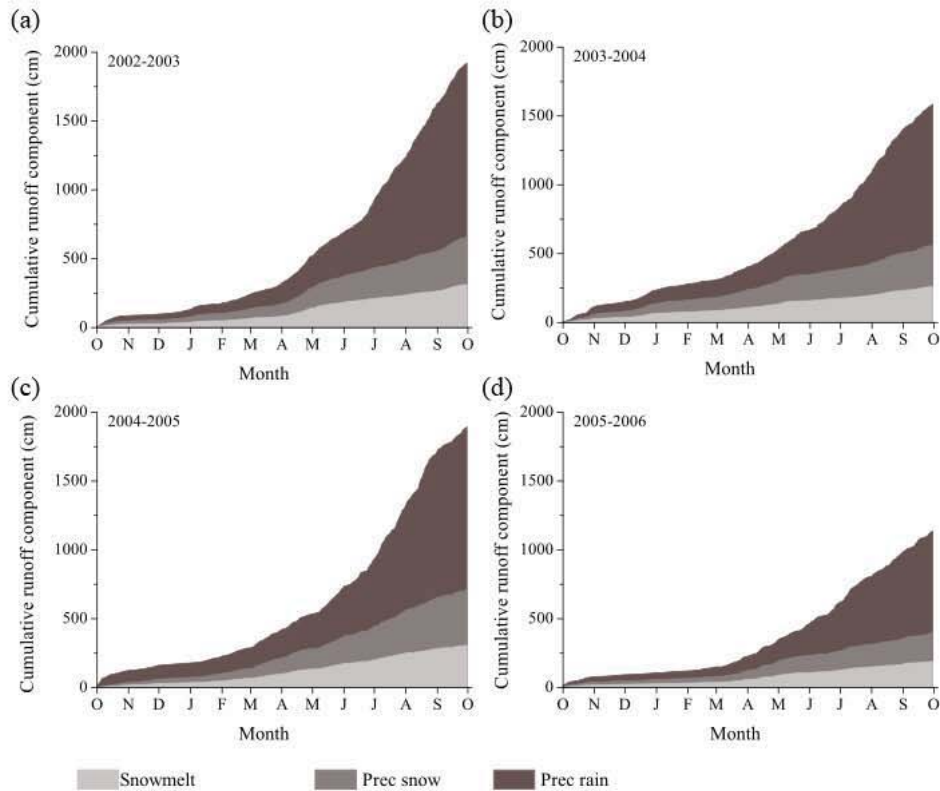 (a)
2002-2003
Cumulative runoff component (cm)
2000
1500
1000
500
0
O N D J F M A M J J A S O
Month
(b)
2003-2004
Cumulative runoff component (cm)
2000
1500
1000
500
0
O N D J F M A M J J A S O
Month
(c)
2004-2005
Cumulative runoff component (cm)
2000
1500
1000
500
0
O N D J F M A M J J A S O
Month
(d)
2005-2006
Cumulative runoff component (cm)
2000
1500
1000
500
0
O N D J F M A M J J A S O
Month
Snowmelt Prec snow Prec rain